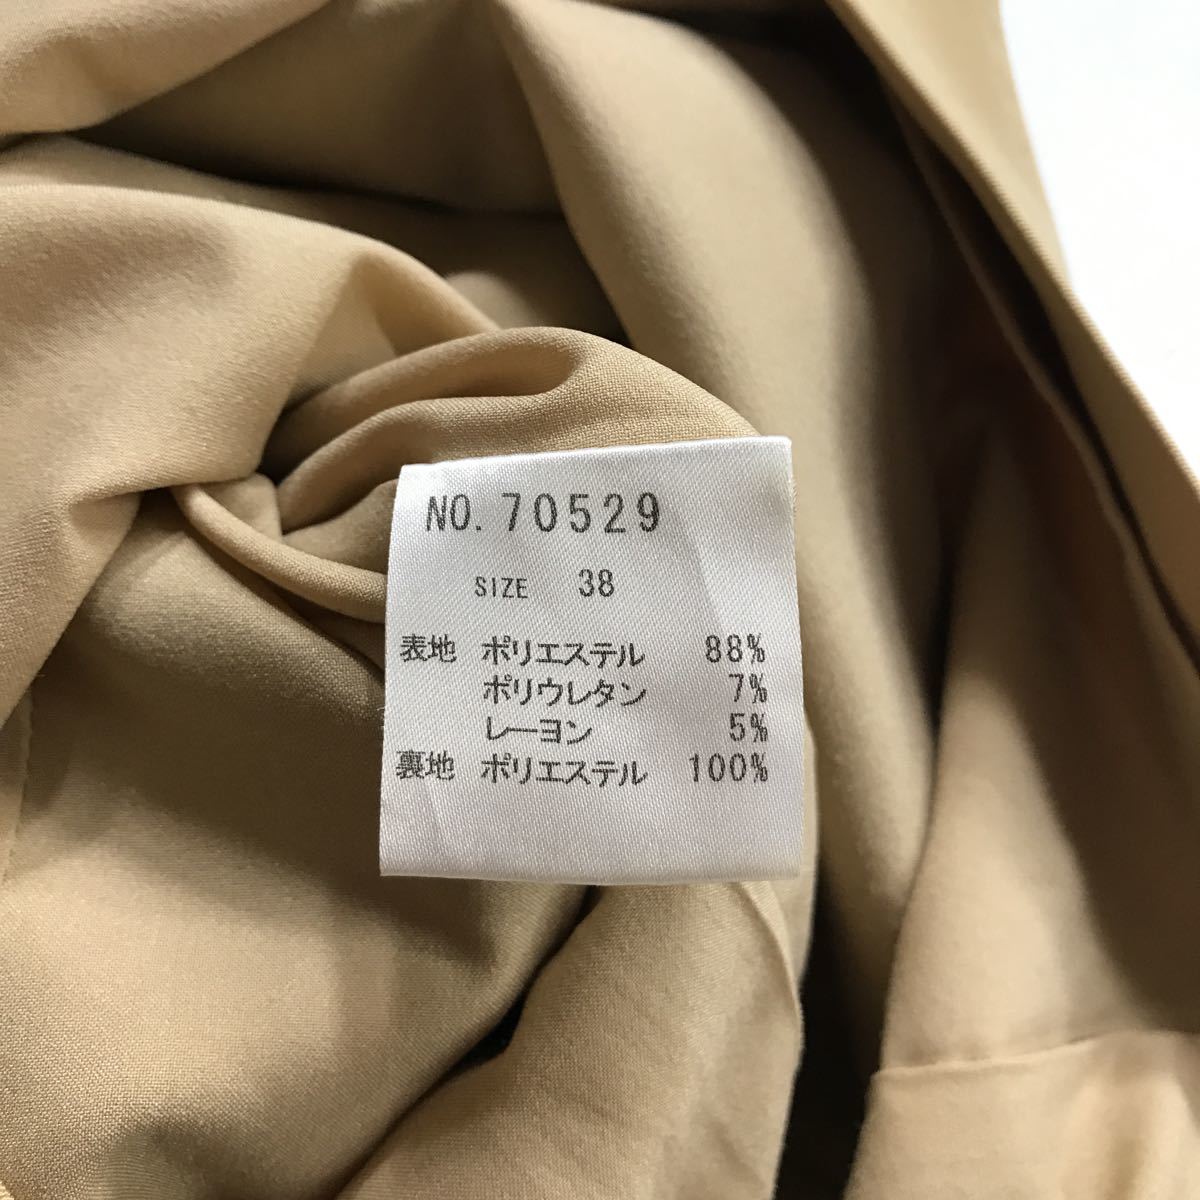 NO. 70529
SIZE 38
表地 ポリエステル 88%
ポリウレタン 7%
レーヨン 5%
裏地 ポリエステル 100%